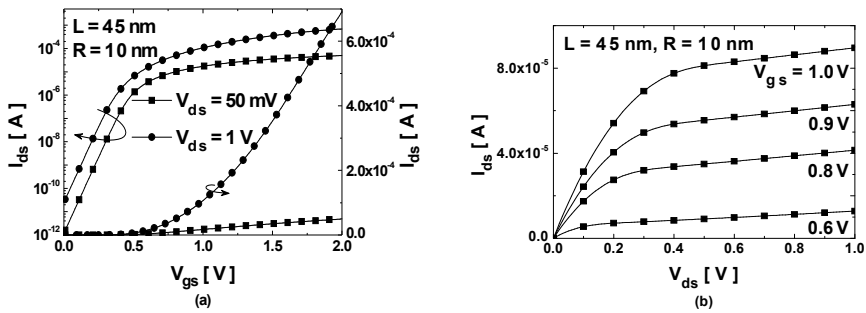 L = 45 nm
R = 10 nm
10^-4
10^-6
10^-8
10^-10
10^-12
I_ds [ A ]
V_ds = 50 mV
V_ds = 1 V
6.0x10^-4
4.0x10^-4
2.0x10^-4
0.0
I_ds [ A ]
0.0 0.5 1.0 1.5 2.0
V_gs [ V ]
(a)
L = 45 nm, R = 10 nm
V_gs = 1.0 V
0.9 V
0.8 V
0.6 V
8.0x10^-5
4.0x10^-5
0.0
I_ds [ A ]
0.0 0.2 0.4 0.6 0.8 1.0
V_ds [ V ]
(b)